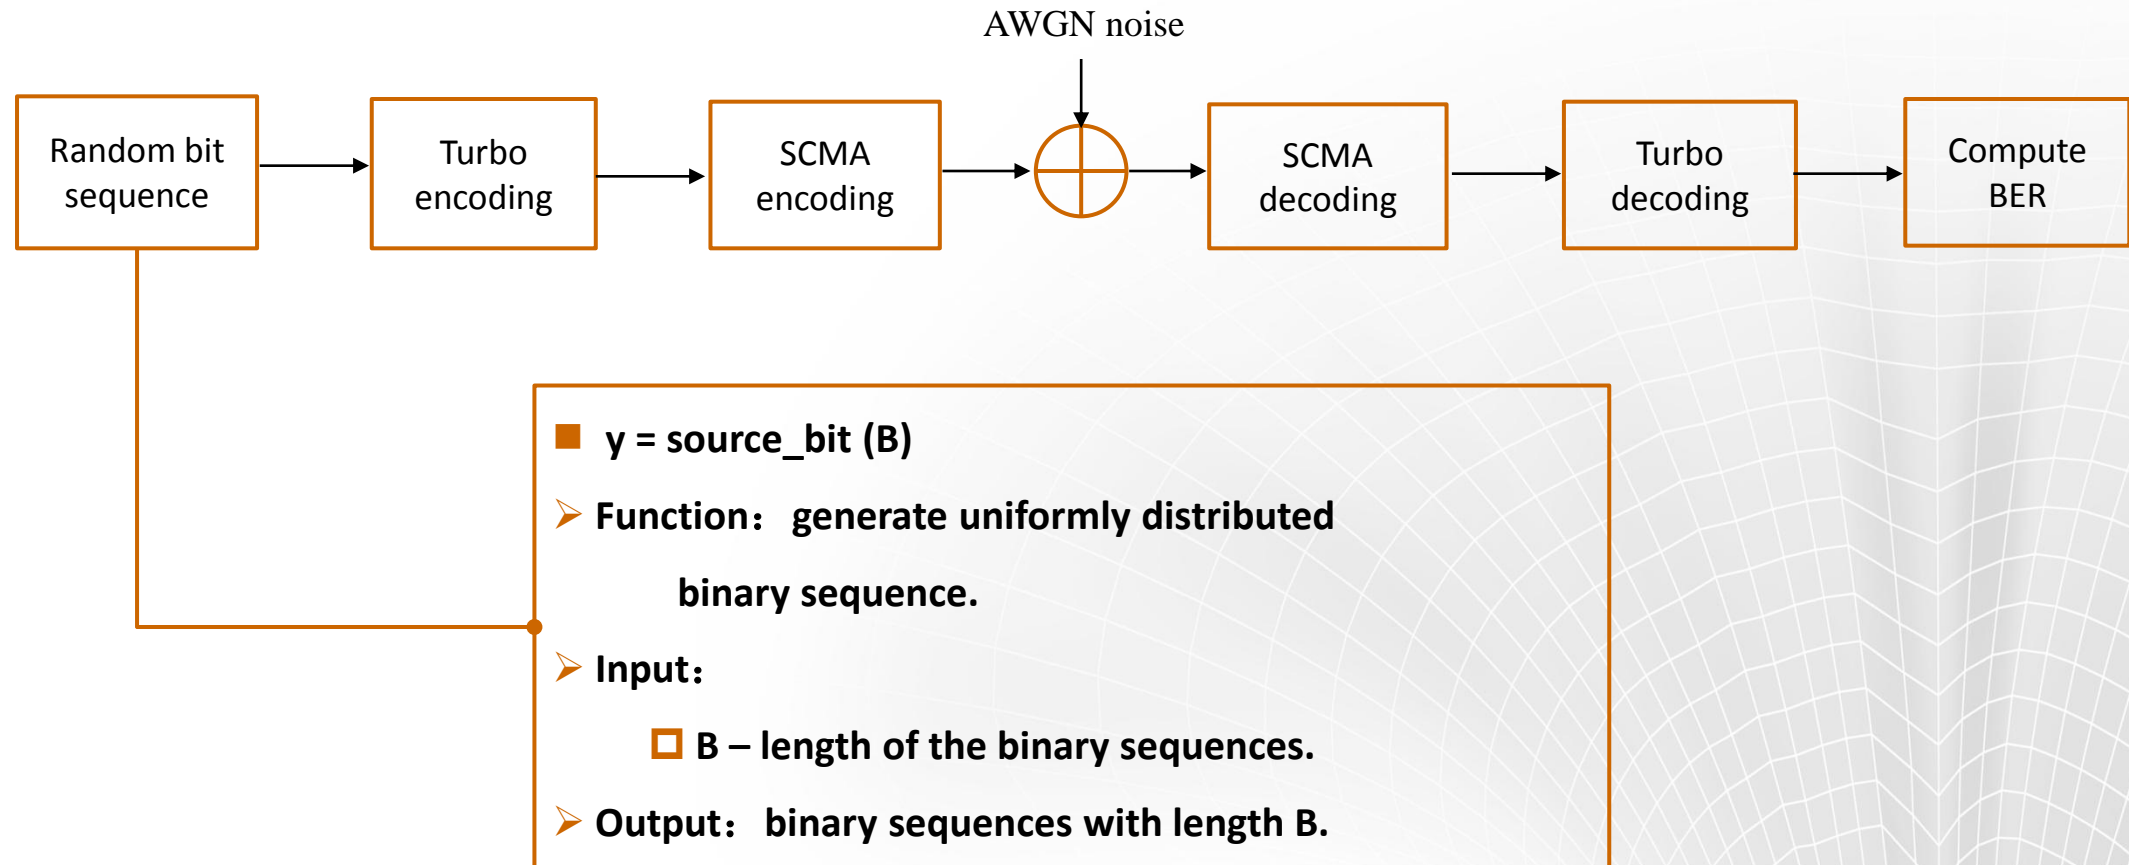 AWGN noise
Random bit
sequence
Turbo
encoding
SCMA
encoding
SCMA
decoding
Turbo
decoding
Compute
BER
y = source_bit (B)
Function： generate uniformly distributed
binary sequence.
Input：
B – length of the binary sequences.
Output： binary sequences with length B.